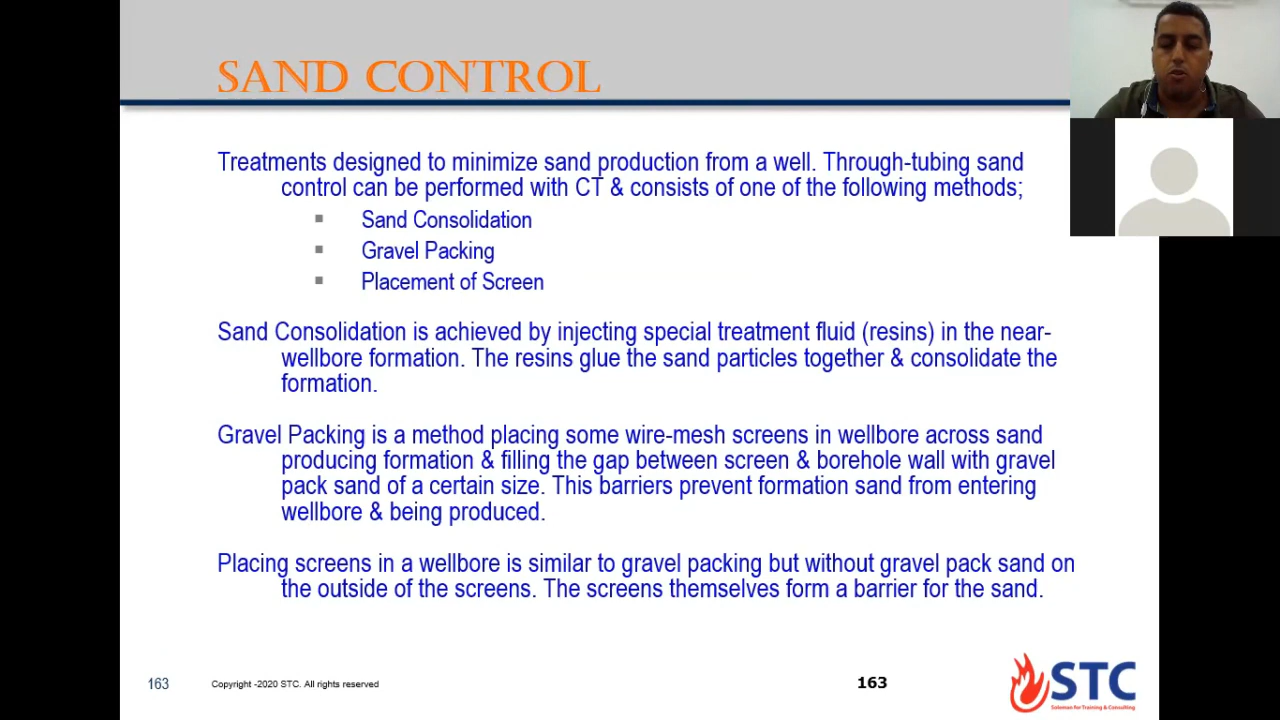 SAND CONTROL
Treatments designed to minimize sand production from a well. Through-tubing sand
control can be performed with CT & consists of one of the following methods;
Sand Consolidation
Gravel Packing
Placement of Screen
Sand Consolidation is achieved by injecting special treatment fluid (resins) in the near-
wellbore formation. The resins glue the sand particles together & consolidate the
formation.
Gravel Packing is a method placing some wire-mesh screens in wellbore across sand
producing formation & filling the gap between screen & borehole wall with gravel
pack sand of a certain size. This barriers prevent formation sand from entering
wellbore & being produced.
Placing screens in a wellbore is similar to gravel packing but without gravel pack sand on
the outside of the screens. The screens themselves form a barrier for the sand.
163
Copyright -2020 STC. All rights reserved
163
STC
Solution for Training & Consulting